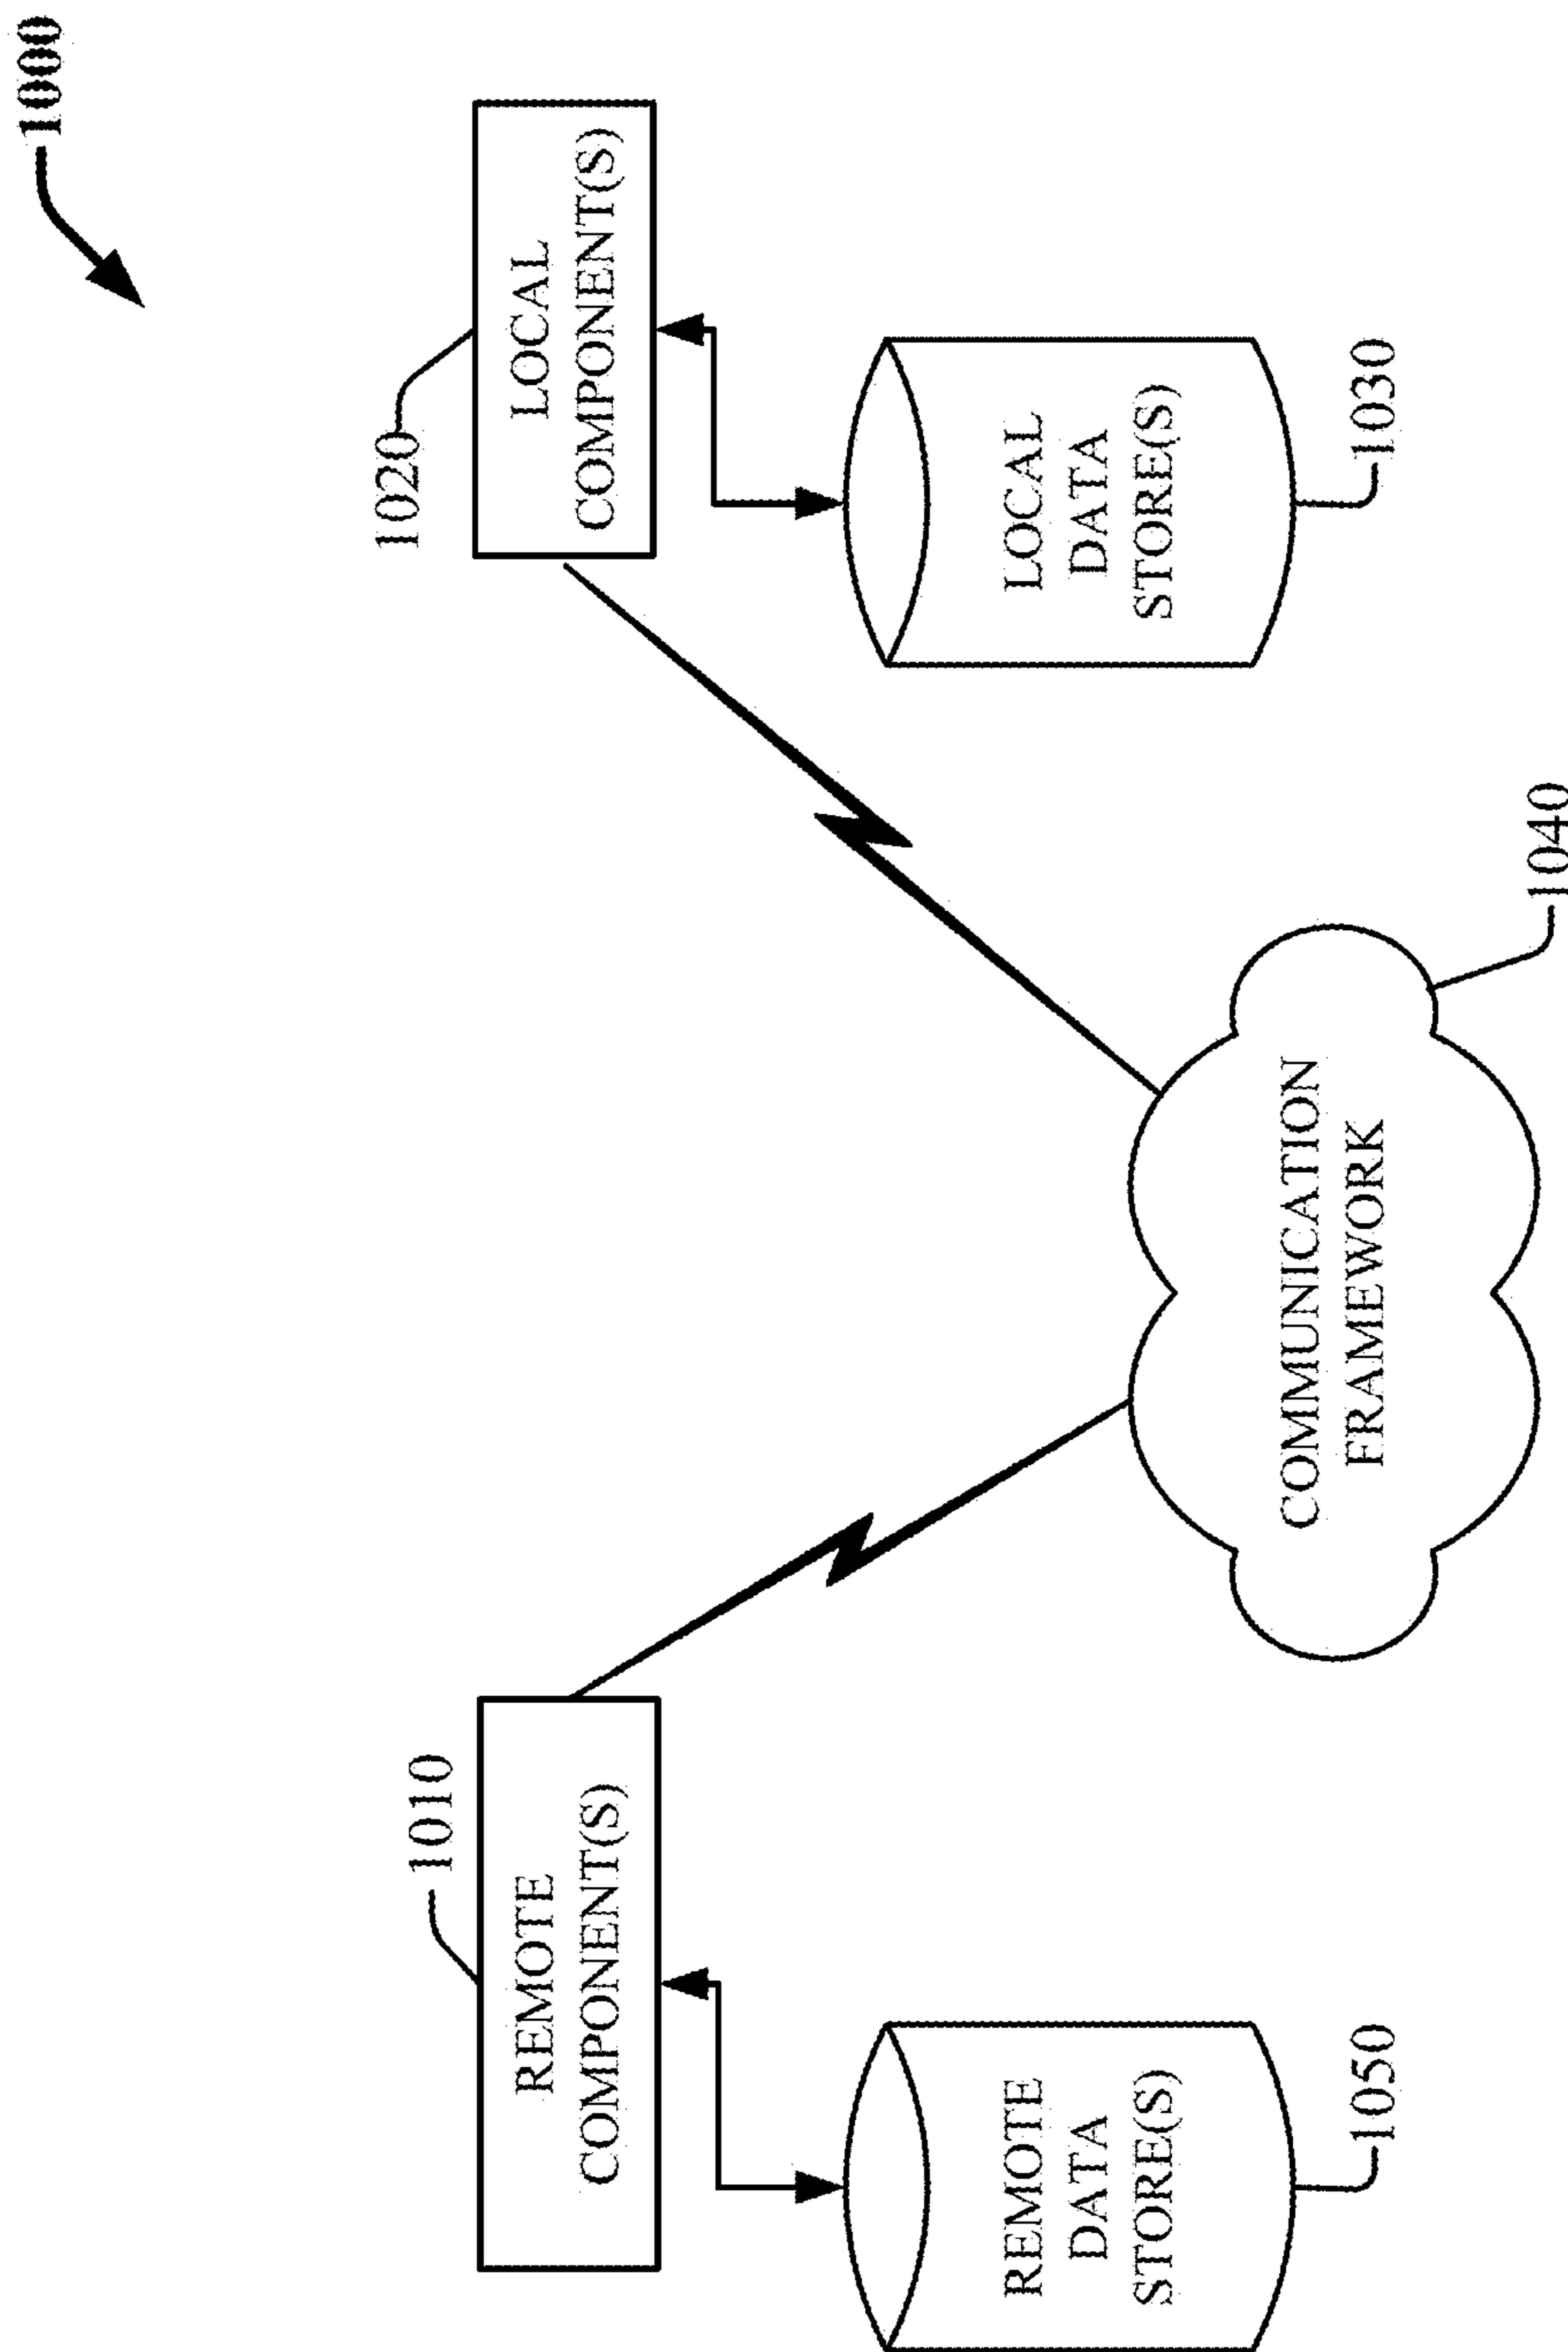 1000
1010
1020
REMOTE
COMPONENT(S)
LOCAL
COMPONENT(S)
REMOTE
DATA
STORE(S)
LOCAL
DATA
STORE(S)
COMMUNICATION
FRAMEWORK
1050
1030
1040